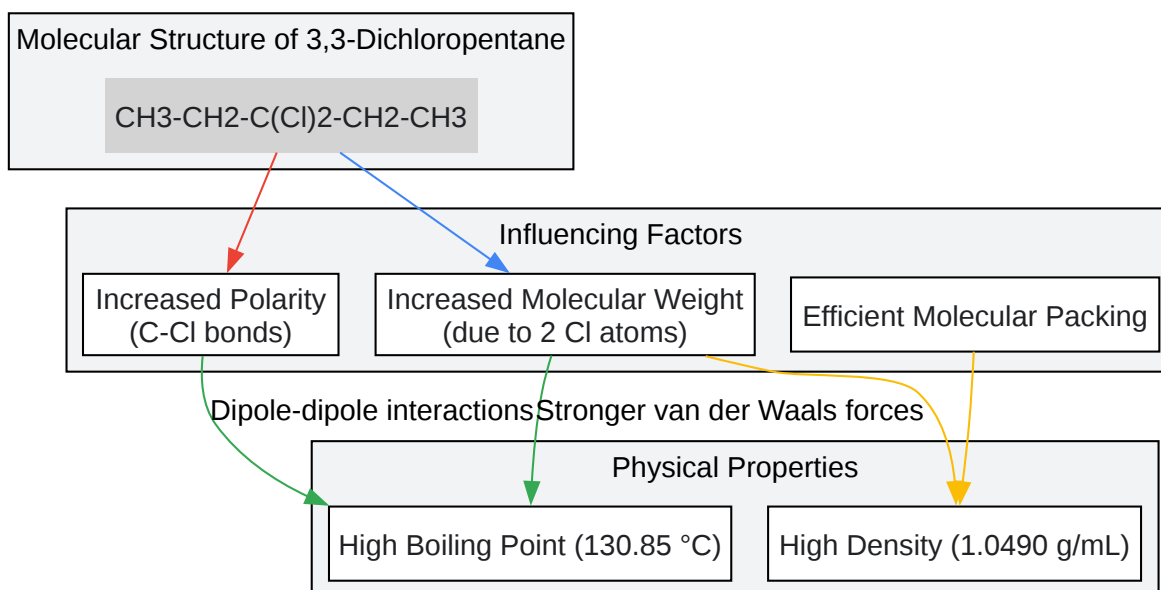 Molecular Structure of 3,3-Dichloropentane
CH3-CH2-C(Cl)2-CH2-CH3
Influencing Factors
Increased Polarity
(C-Cl bonds)
Increased Molecular Weight
(due to 2 Cl atoms)
Efficient Molecular Packing
Dipole-dipole interactions
Stronger van der Waals forces
Physical Properties
High Boiling Point (130.85 °C)
High Density (1.0490 g/mL)